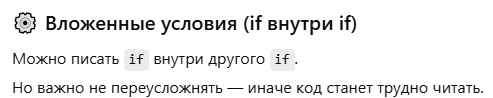 ⚙️ Вложенные условия (if внутри if)
Можно писать if внутри другого if.
Но важно не переусложнять — иначе код станет трудно читать.